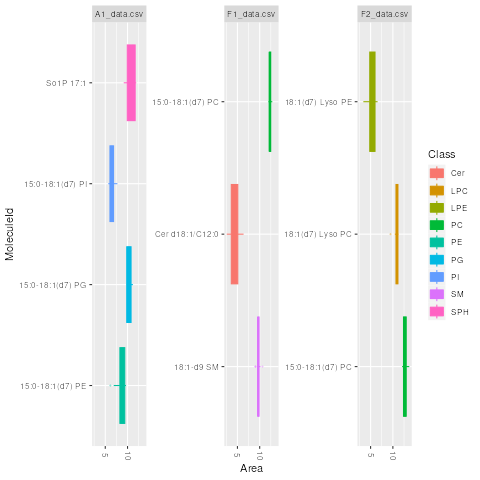 A1_data.csv
F1_data.csv
F2_data.csv
So1P 17:1
15:0-18:1(d7) PI
15:0-18:1(d7) PG
15:0-18:1(d7) PE
15:0-18:1(d7) PC
Cer d18:1/C12:0
18:1-d9 SM
18:1(d7) Lyso PE
18:1(d7) Lyso PC
15:0-18:1(d7) PC
MoleculeId
5
10
5
10
5
10
Area
Class
Cer
LPC
LPE
PC
PE
PG
PI
SM
SPH